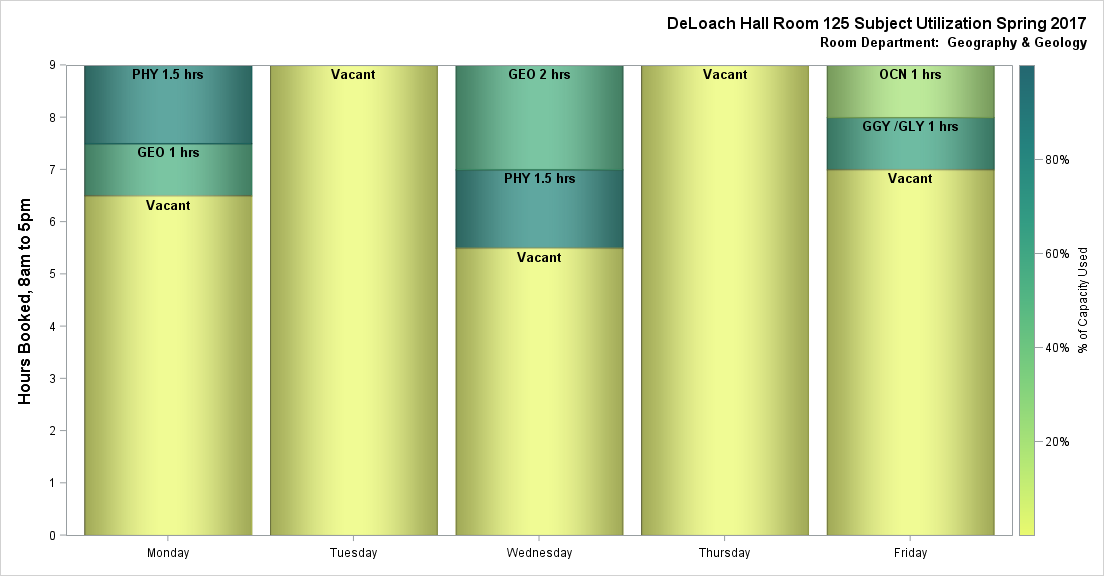 DeLoach Hall Room 125 Subject Utilization Spring 2017
Room Department: Geography & Geology
Hours Booked, 8am to 5pm
9
8
7
6
5
4
3
2
1
0
PHY 1.5 hrs
GEO 1 hrs
Vacant
Vacant
GEO 2 hrs
PHY 1.5 hrs
Vacant
Vacant
OCN 1 hrs
GGY /GLY 1 hrs
Vacant
Monday
Tuesday
Wednesday
Thursday
Friday
80%
60%
40%
20%
% of Capacity Used